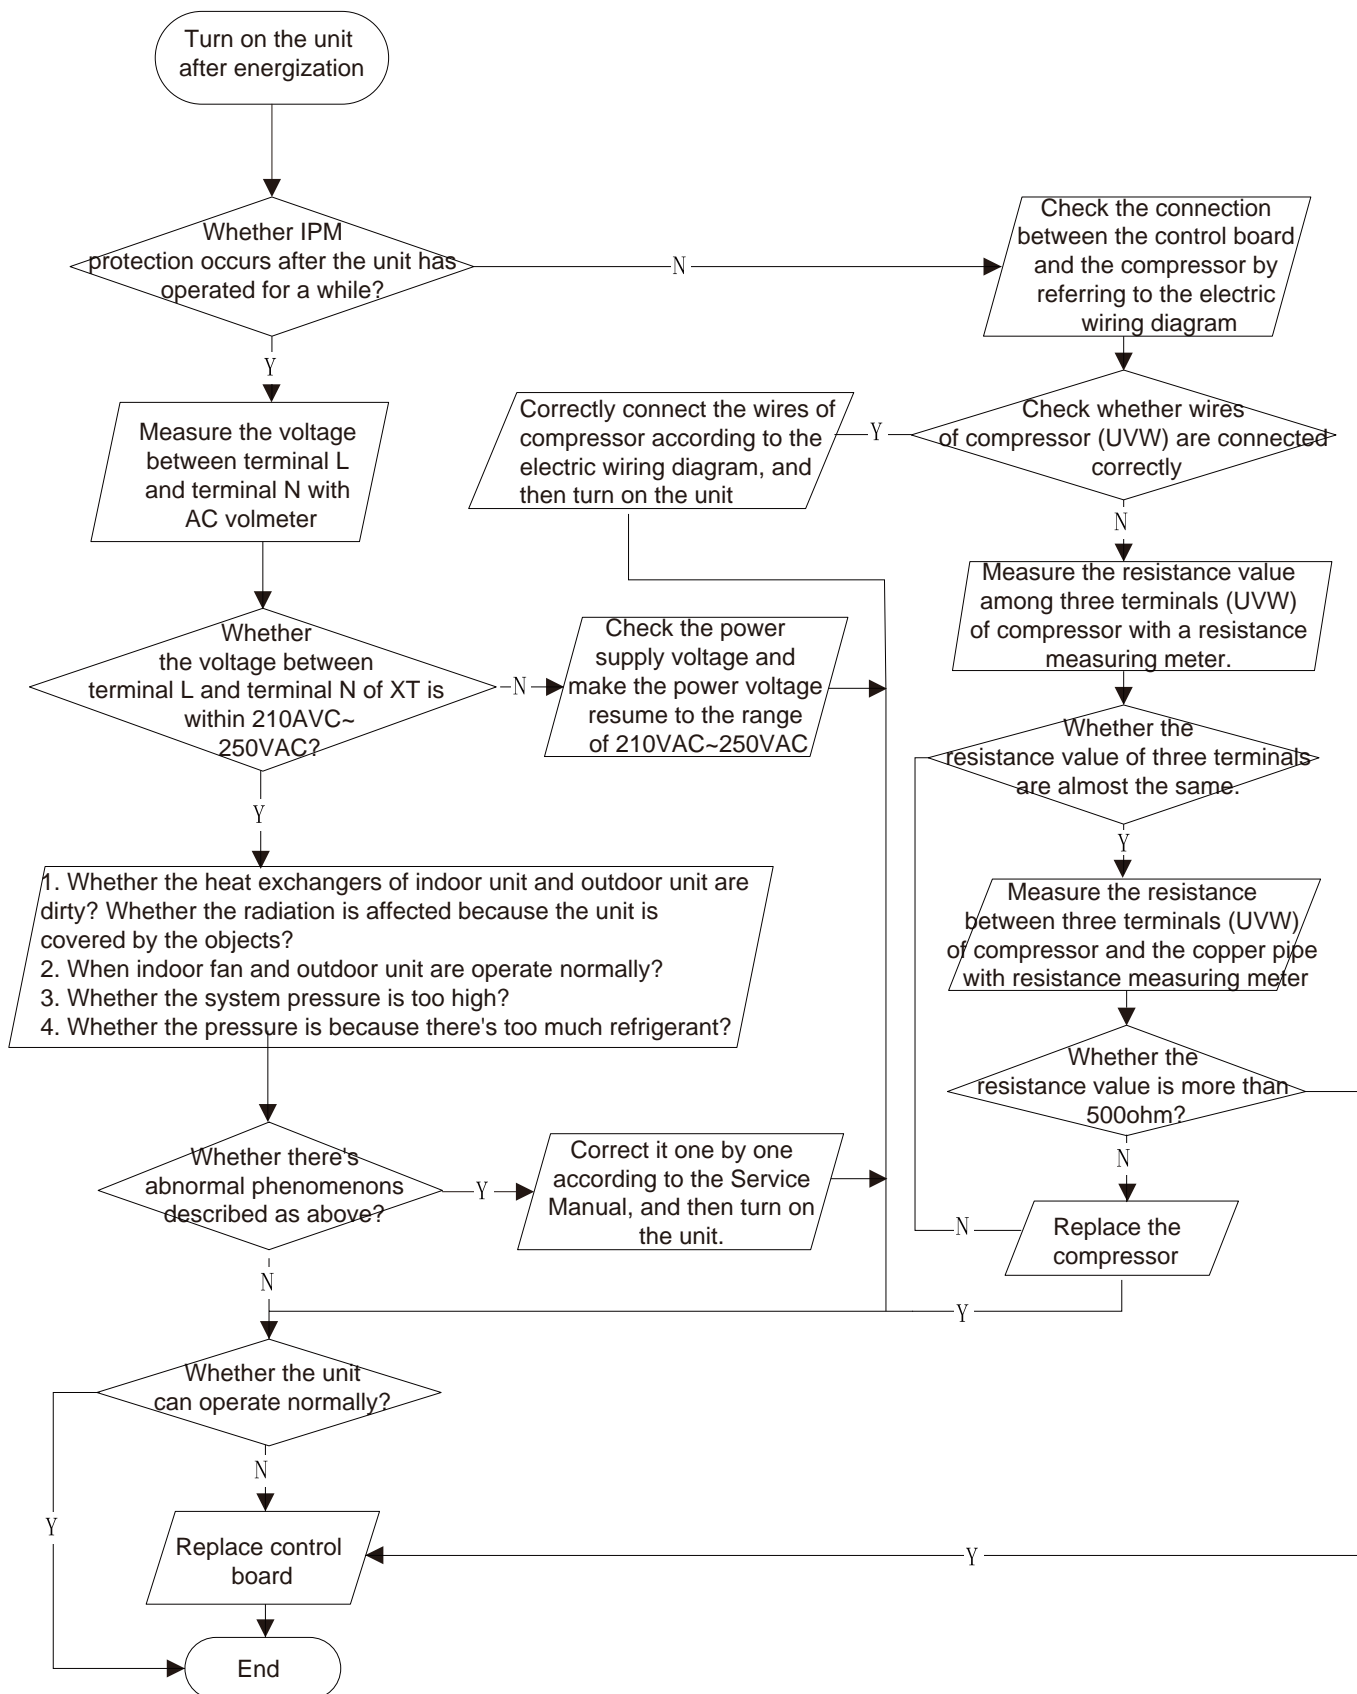 Turn on the unit
after energization
Whether IPM
protection occurs after the unit has
operated for a while?
N
Check the connection
between the control board
and the compressor by
referring to the electric
wiring diagram
Y
Measure the voltage
between terminal L
and terminal N with
AC volmeter
Correctly connect the wires of
compressor according to the
electric wiring diagram, and
then turn on the unit
Y
Check whether wires
of compressor (UVW) are connected
correctly
N
Measure the resistance value
among three terminals (UVW)
of compressor with a resistance
measuring meter.
Whether
the voltage between
terminal L and terminal N of XT is
within 210AVC~
250VAC?
N
Check the power
supply voltage and
make the power voltage
resume to the range
of 210VAC~250VAC
Whether the
resistance value of three terminals
are almost the same.
Y
Y
1. Whether the heat exchangers of indoor unit and outdoor unit are
dirty? Whether the radiation is affected because the unit is
covered by the objects?
2. When indoor fan and outdoor unit are operate normally?
3. Whether the system pressure is too high?
4. Whether the pressure is because there's too much refrigerant?
Measure the resistance
between three terminals (UVW)
of compressor and the copper pipe
with resistance measuring meter
Whether the
resistance value is more than
500ohm?
N
Whether there's
abnormal phenomenons
described as above?
Y
Correct it one by one
according to the Service
Manual, and then turn on
the unit.
N
Replace the
compressor
N
Y
Whether the unit
can operate normally?
N
Y
Replace control
board
Y
End